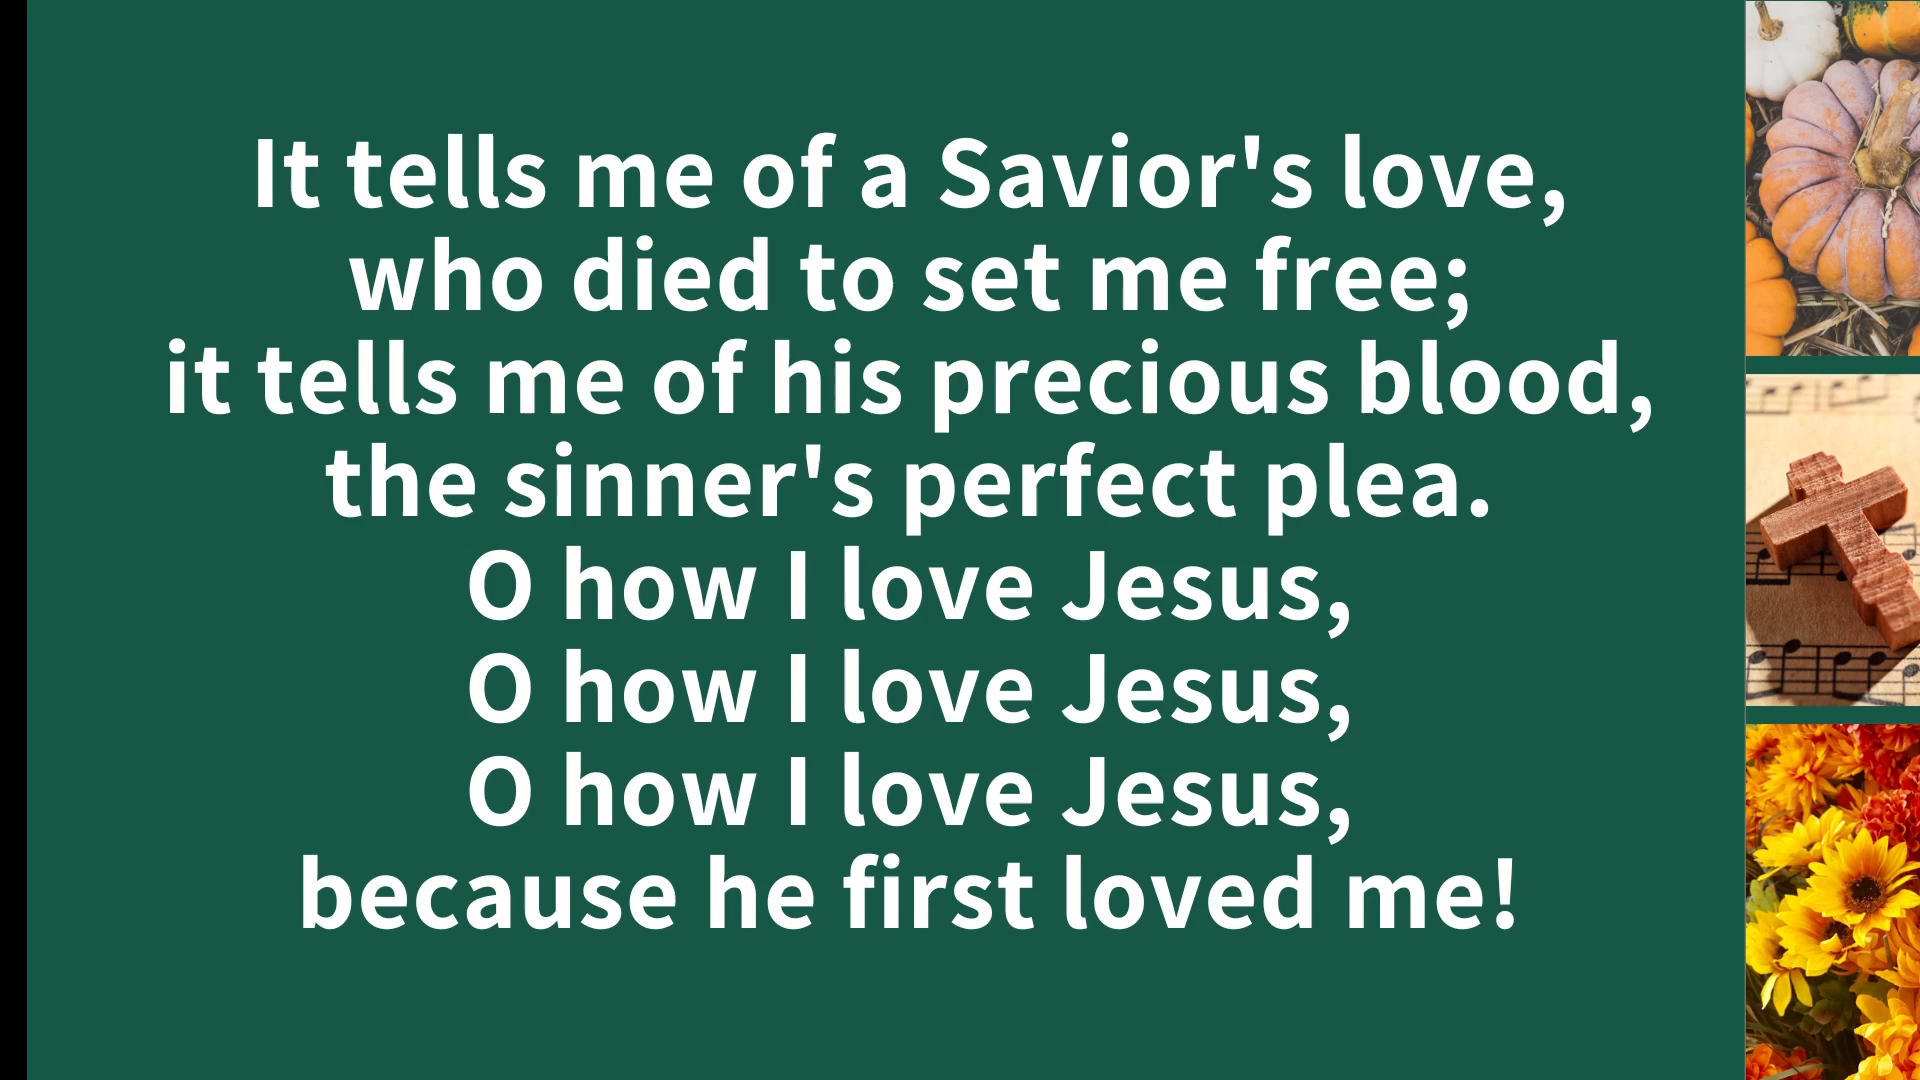 It tells me of a Savior's love,
who died to set me free;
it tells me of his precious blood,
the sinner's perfect plea.
O how I love Jesus,
O how I love Jesus,
O how I love Jesus,
because he first loved me!